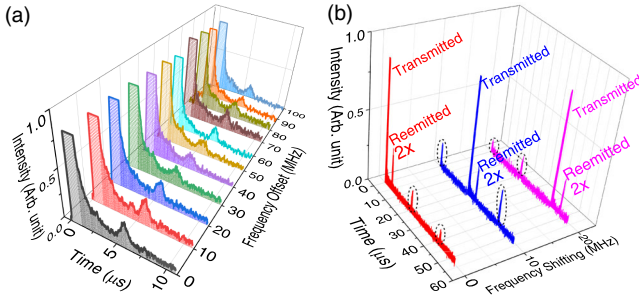 (a)
Intensity (Arb. unit)
1.0
0.5
0.0
0
5
10
Time (μs)
0
10
20
30
40
50
60
70
80
90
100
Frequency Offset (MHz)
(b)
Intensity (Arb. unit)
1.0
0.5
0.0
0
10
20
30
40
50
60
Time (μs)
0
10
20
Frequency Shifting (MHz)
Transmitted
Reemitted
2x
Transmitted
Reemitted
2x
Transmitted
Reemitted
2x